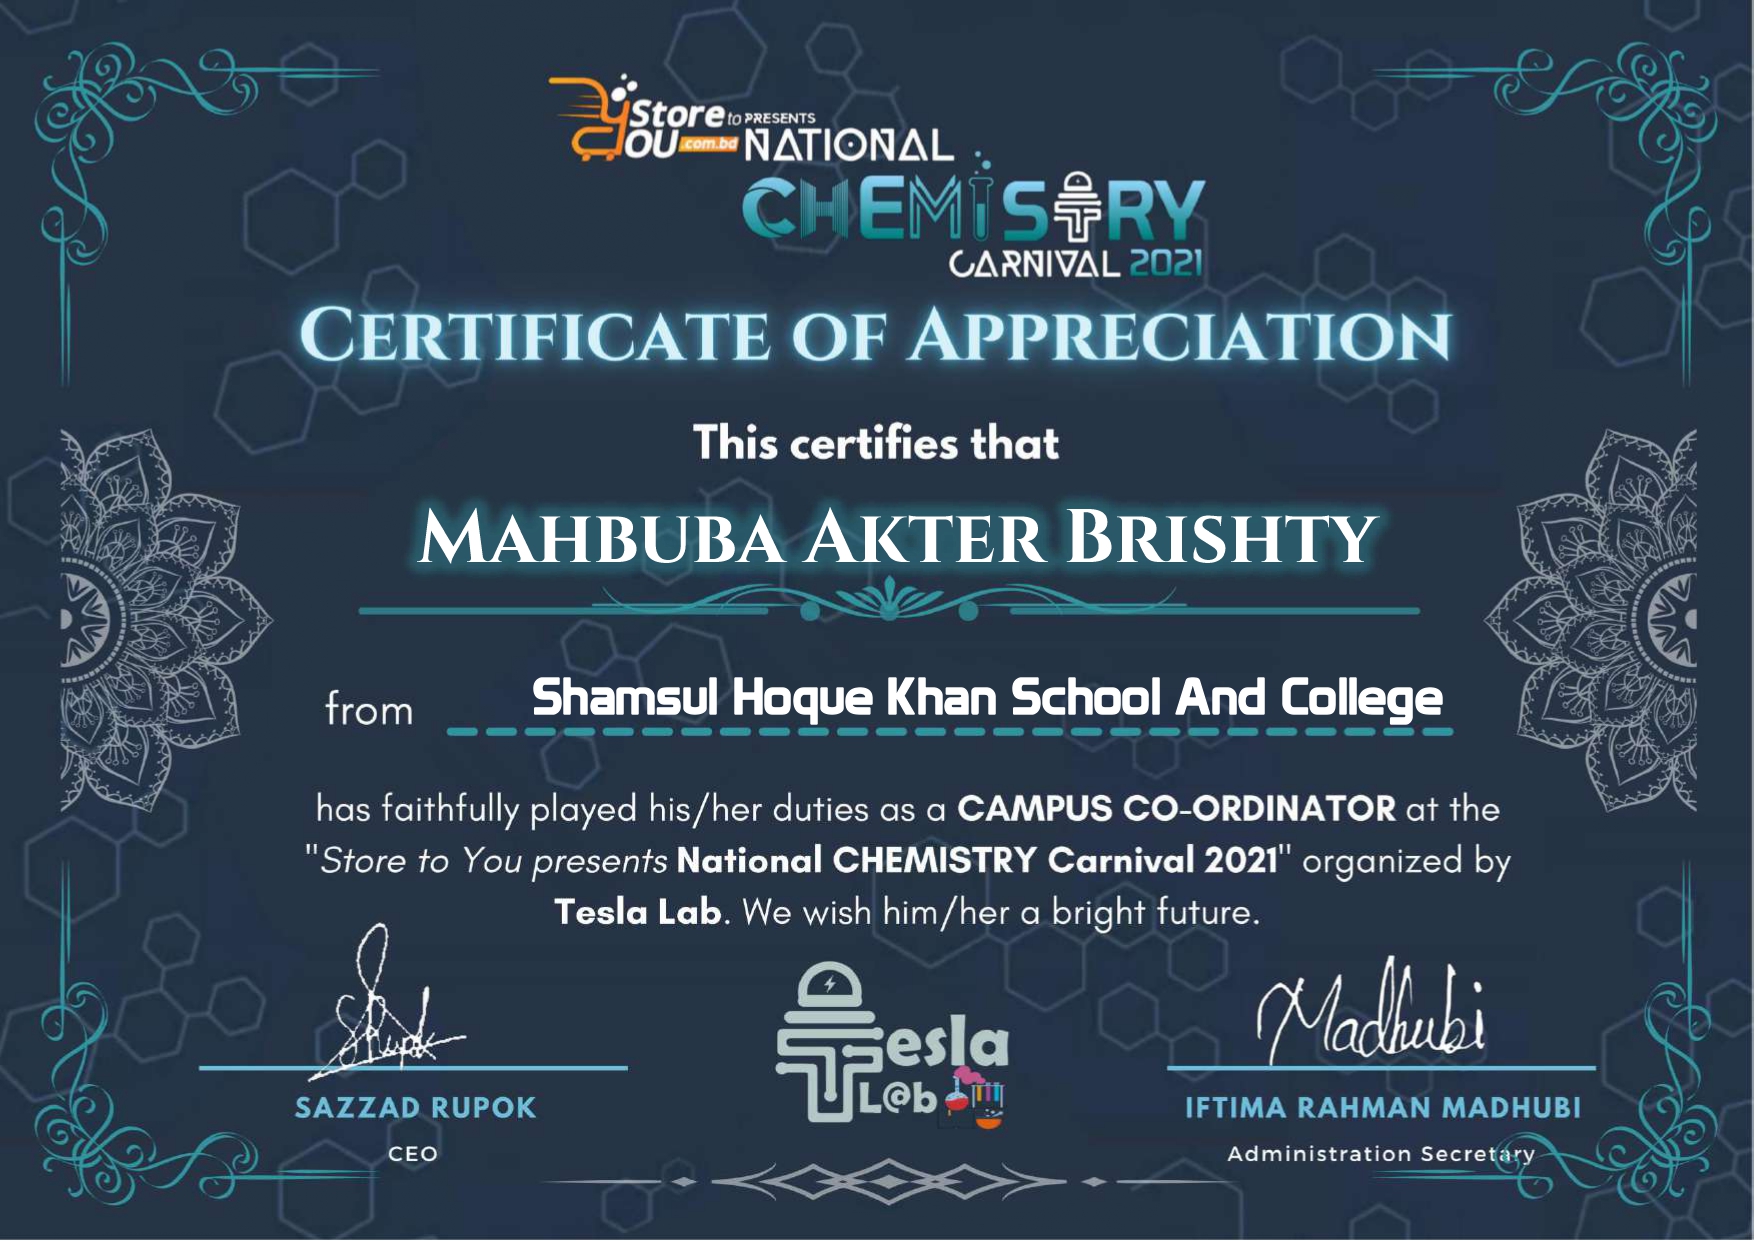 Store to PRESENTS
YOU .com.bd NATIONAL
CHEMISTRY
CARNIVAL 2021
CERTIFICATE OF APPRECIATION
This certifies that
MAHBUBA AKTER BRISHTY
from Shamsul Hoque Khan School And College
has faithfully played his/her duties as a CAMPUS CO-ORDINATOR at the
"Store to You presents National CHEMISTRY Carnival 2021" organized by
Tesla Lab. We wish him/her a bright future.
SRupok
Madhubi
Tesla
L@b
SAZZAD RUPOK
CEO
IFTIMA RAHMAN MADHUBI
Administration Secretary